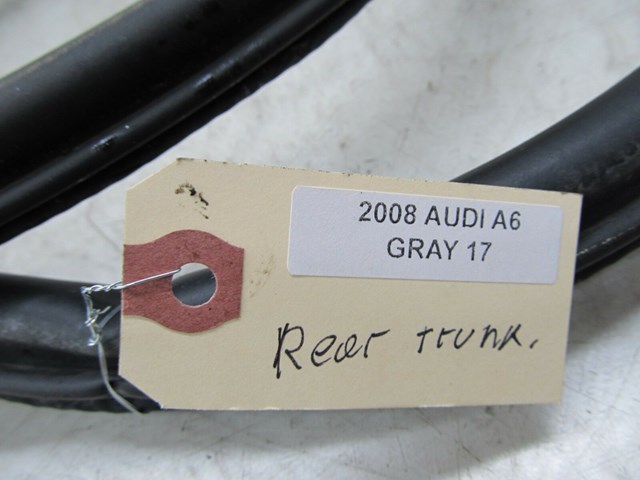 2008 AUDI A6
GRAY 17
Rear trunk.